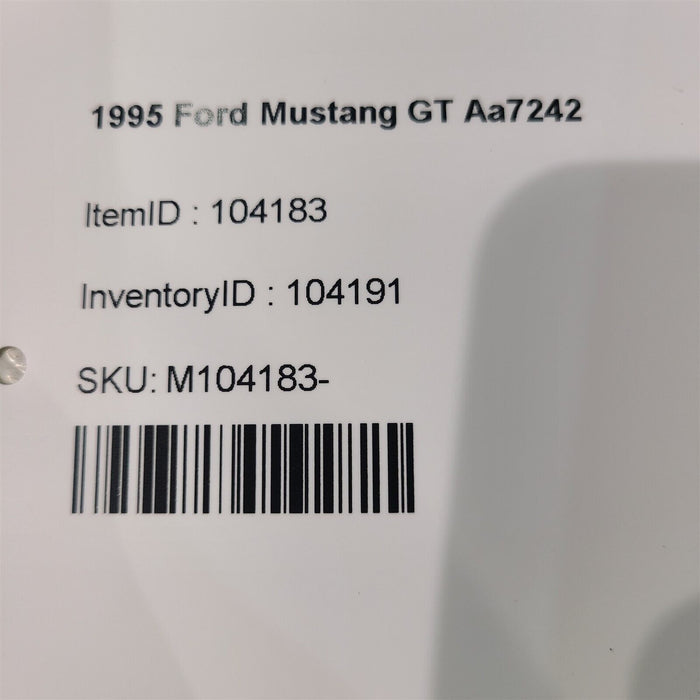 1995 Ford Mustang GT Aa7242
ItemID : 104183
InventoryID : 104191
SKU: M104183-